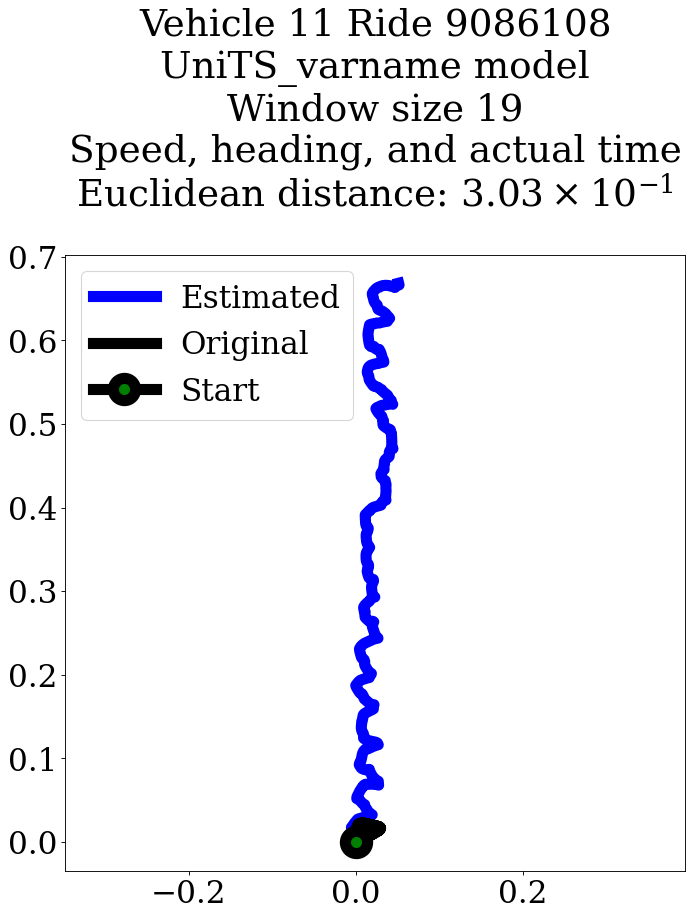 Vehicle 11 Ride 9086108
UniTS_varname model
Window size 19
Speed, heading, and actual time
Euclidean distance: 3.03 × 10⁻¹
0.7
0.6
0.5
0.4
0.3
0.2
0.1
0.0
Estimated
Original
Start
−0.2
0.0
0.2